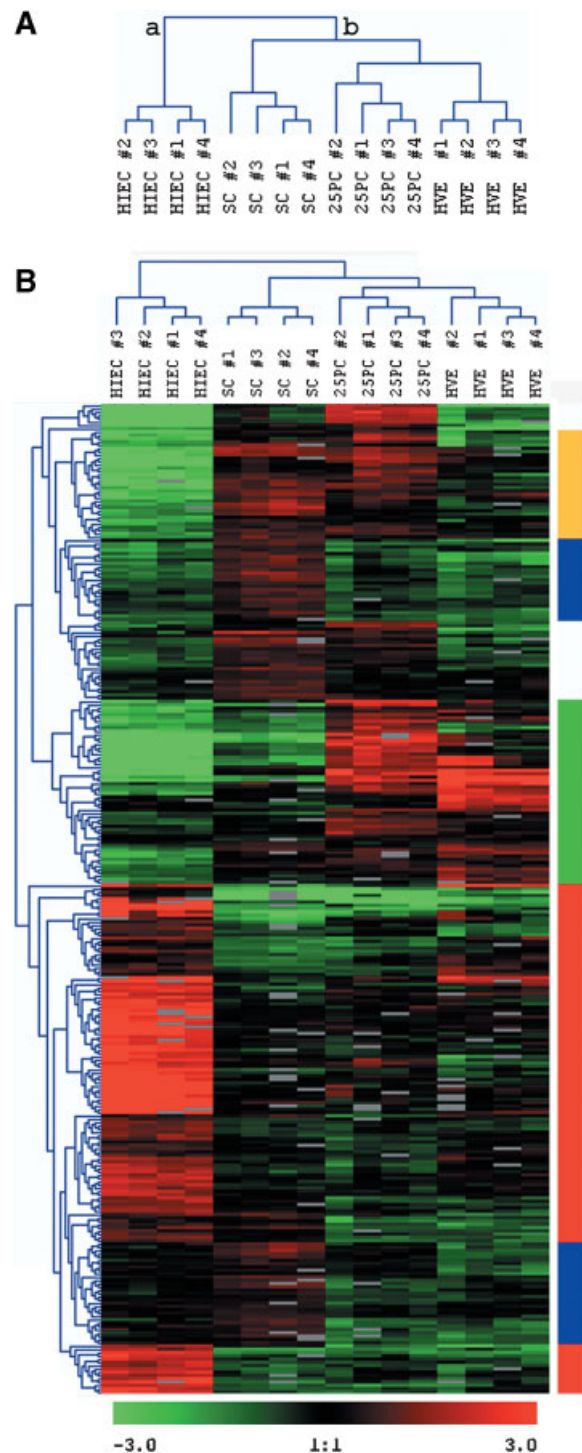 A
a
b
HIEC #2
HIEC #3
HIEC #1
HIEC #4
SC #2
SC #3
SC #1
SC #4
25PC #2
25PC #1
25PC #3
25PC #4
HVE #1
HVE #2
HVE #3
HVE #4
B
HIEC #3
HIEC #2
HIEC #1
HIEC #4
SC #1
SC #3
SC #2
SC #4
25PC #2
25PC #1
25PC #3
25PC #4
HVE #2
HVE #1
HVE #3
HVE #4
-3.0 1:1 3.0